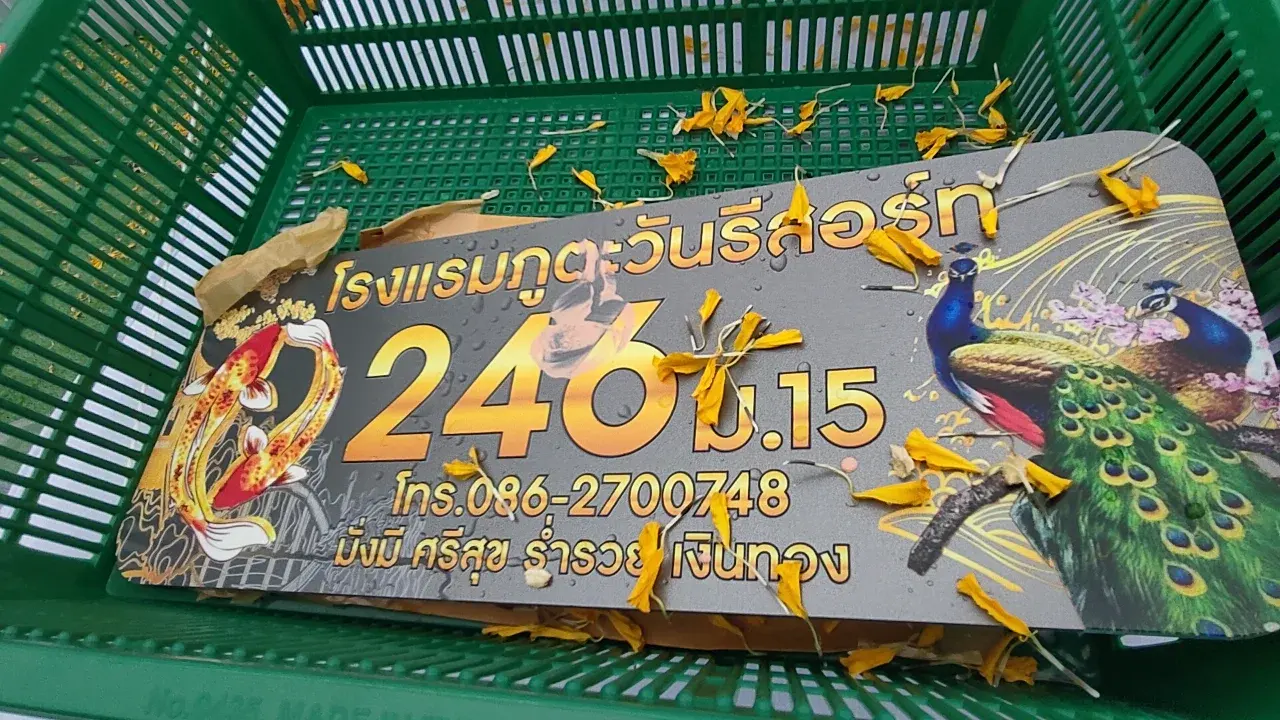 โรงแรมภูตะวันรีสอร์ท
246 ม.15
โทร.086-2700748
มั่งมี ศรีสุข ร่ำรวย เงินทอง